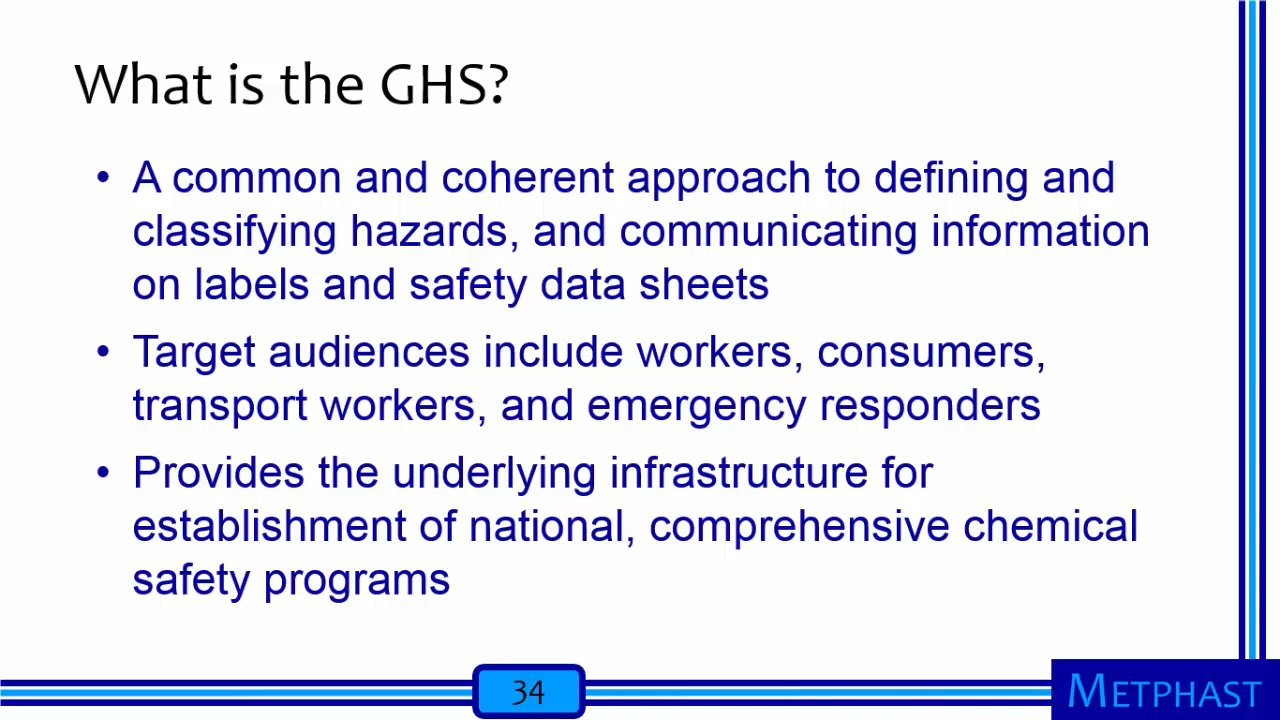 What is the GHS?
• A common and coherent approach to defining and
classifying hazards, and communicating information
on labels and safety data sheets
• Target audiences include workers, consumers,
transport workers, and emergency responders
• Provides the underlying infrastructure for
establishment of national, comprehensive chemical
safety programs
34
METPHAST